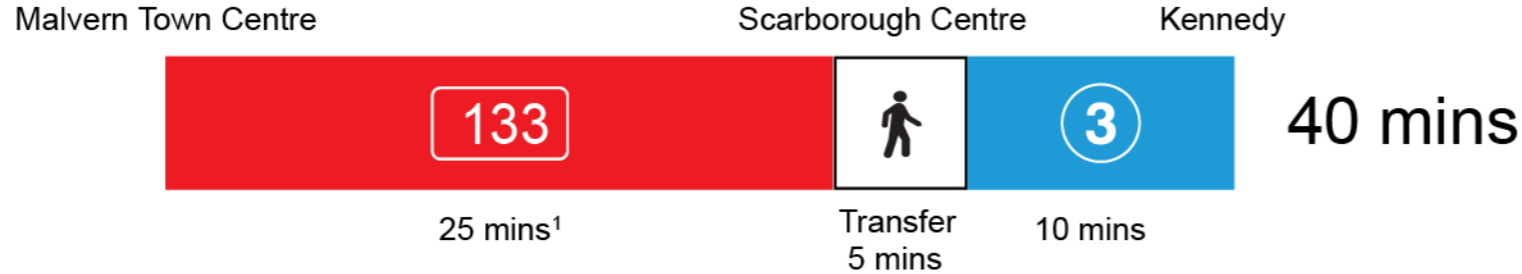 Malvern Town Centre
Scarborough Centre
Kennedy
133
3
40 mins
25 mins¹
Transfer
5 mins
10 mins